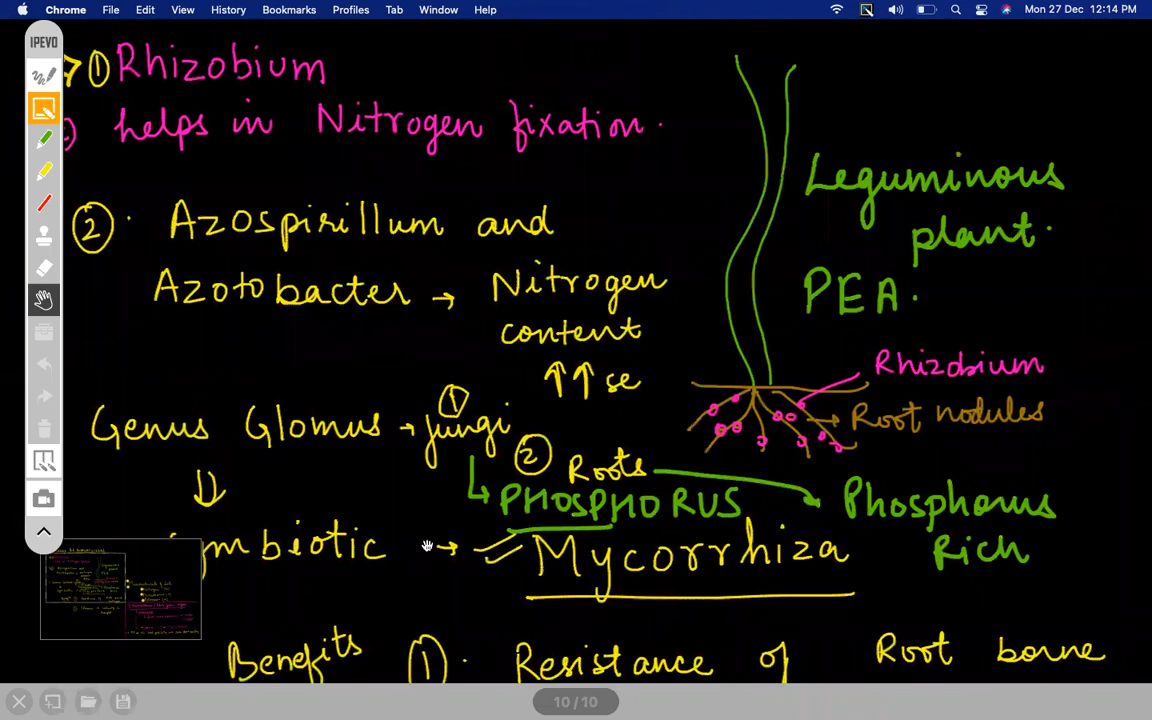 Chrome File Edit View History Bookmarks Profiles Tab Window Help Mon 27 Dec 12:14 PM
IPEVO
① Rhizobium
helps in Nitrogen fixation.
② Azospirillum and
Azotobacter → Nitrogen
content
↑↑se
Genus Glomus → fungi
①
② Roots
PHOSPHORUS
mbiotic → Mycorrhiza
Benefits ①. Resistance of Root borne
Leguminous
plant.
PEA.
Rhizobium
→ Root nodules
Phosphorus
Rich
10/10